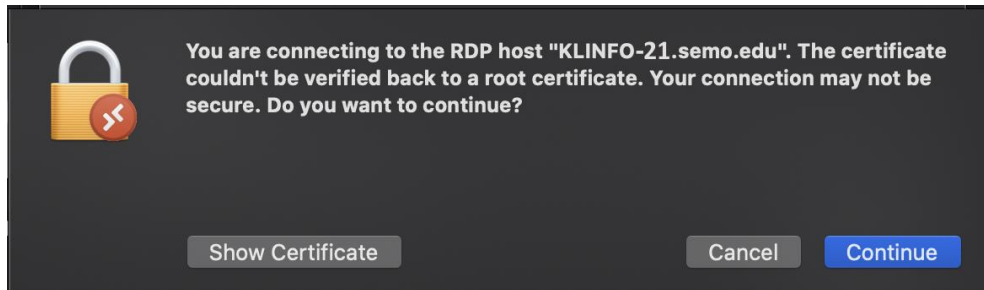 You are connecting to the RDP host "KLINFO-21.semo.edu". The certificate
couldn't be verified back to a root certificate. Your connection may not be
secure. Do you want to continue?
Show Certificate
Cancel
Continue